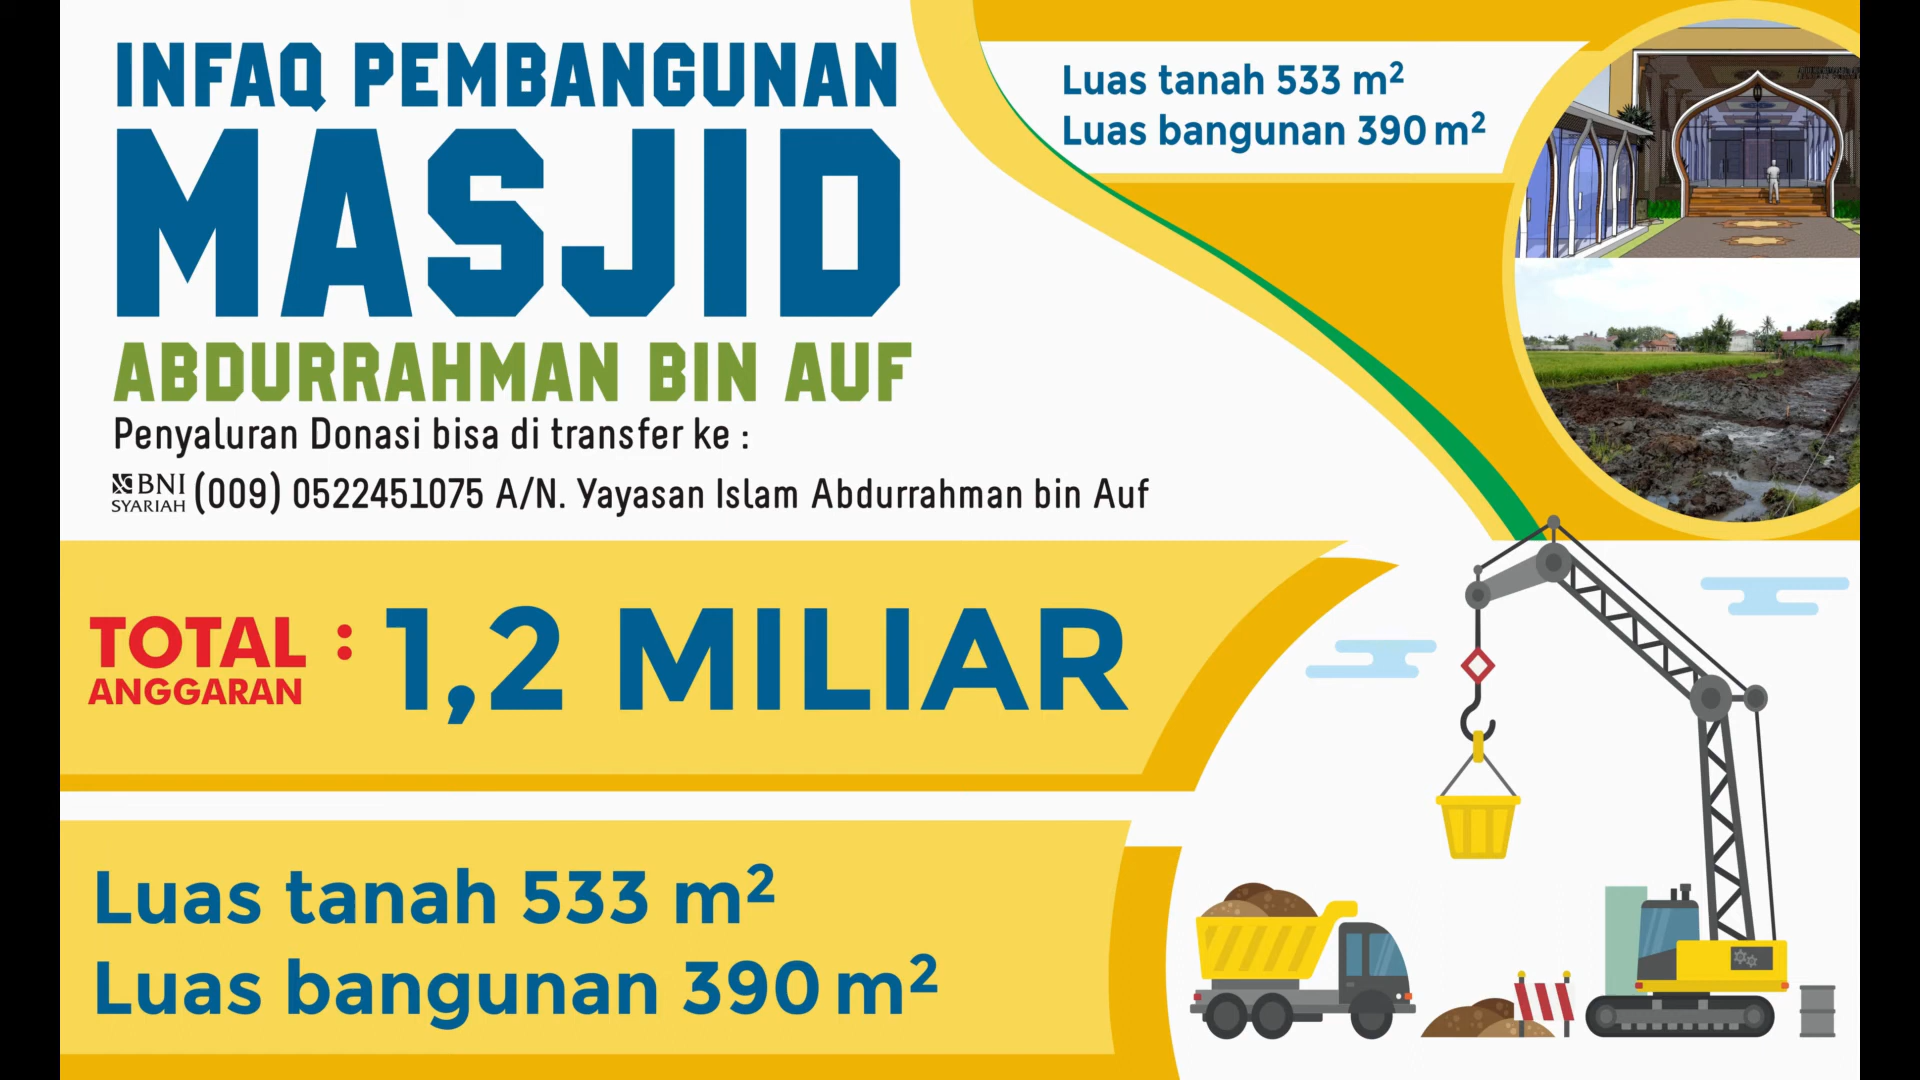 INFAQ PEMBANGUNAN
MASJID
ABDURRAHMAN BIN AUF
Penyaluran Donasi bisa di transfer ke :
BNI SYARIAH (009) 0522451075 A/N. Yayasan Islam Abdurrahman bin Auf
Luas tanah 533 m²
Luas bangunan 390 m²
TOTAL ANGGARAN : 1,2 MILIAR
Luas tanah 533 m²
Luas bangunan 390 m²